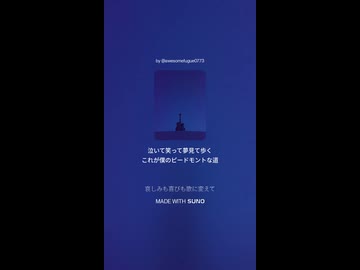 by @awesomefugue0773
泣いて笑って夢見て歩く
これが僕のピードモントな道
哀しみも喜びも歌に変えて
MADE WITH SUNO